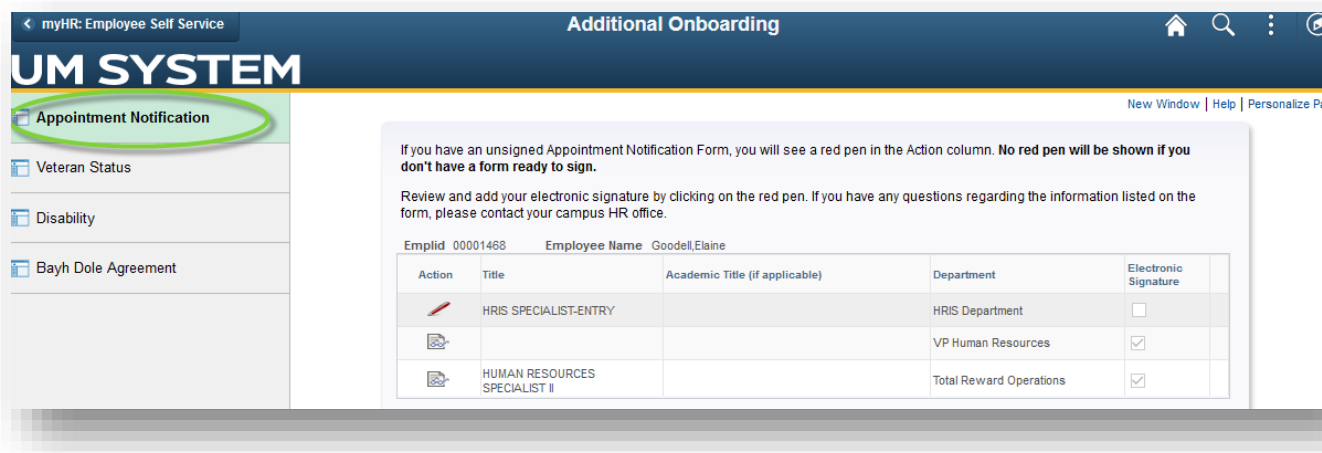 myHR: Employee Self Service
Additional Onboarding
UM SYSTEM
New Window | Help | Personalize Pa
Appointment Notification
Veteran Status
Disability
Bayh Dole Agreement
If you have an unsigned Appointment Notification Form, you will see a red pen in the Action column. No red pen will be shown if you
don't have a form ready to sign.
Review and add your electronic signature by clicking on the red pen. If you have any questions regarding the information listed on the
form, please contact your campus HR office.
Emplid 00001468 Employee Name Goodell,Elaine
Action Title Academic Title (if applicable) Department Electronic
Signature
HRIS SPECIALIST-ENTRY HRIS Department
VP Human Resources
HUMAN RESOURCES
SPECIALIST II Total Reward Operations